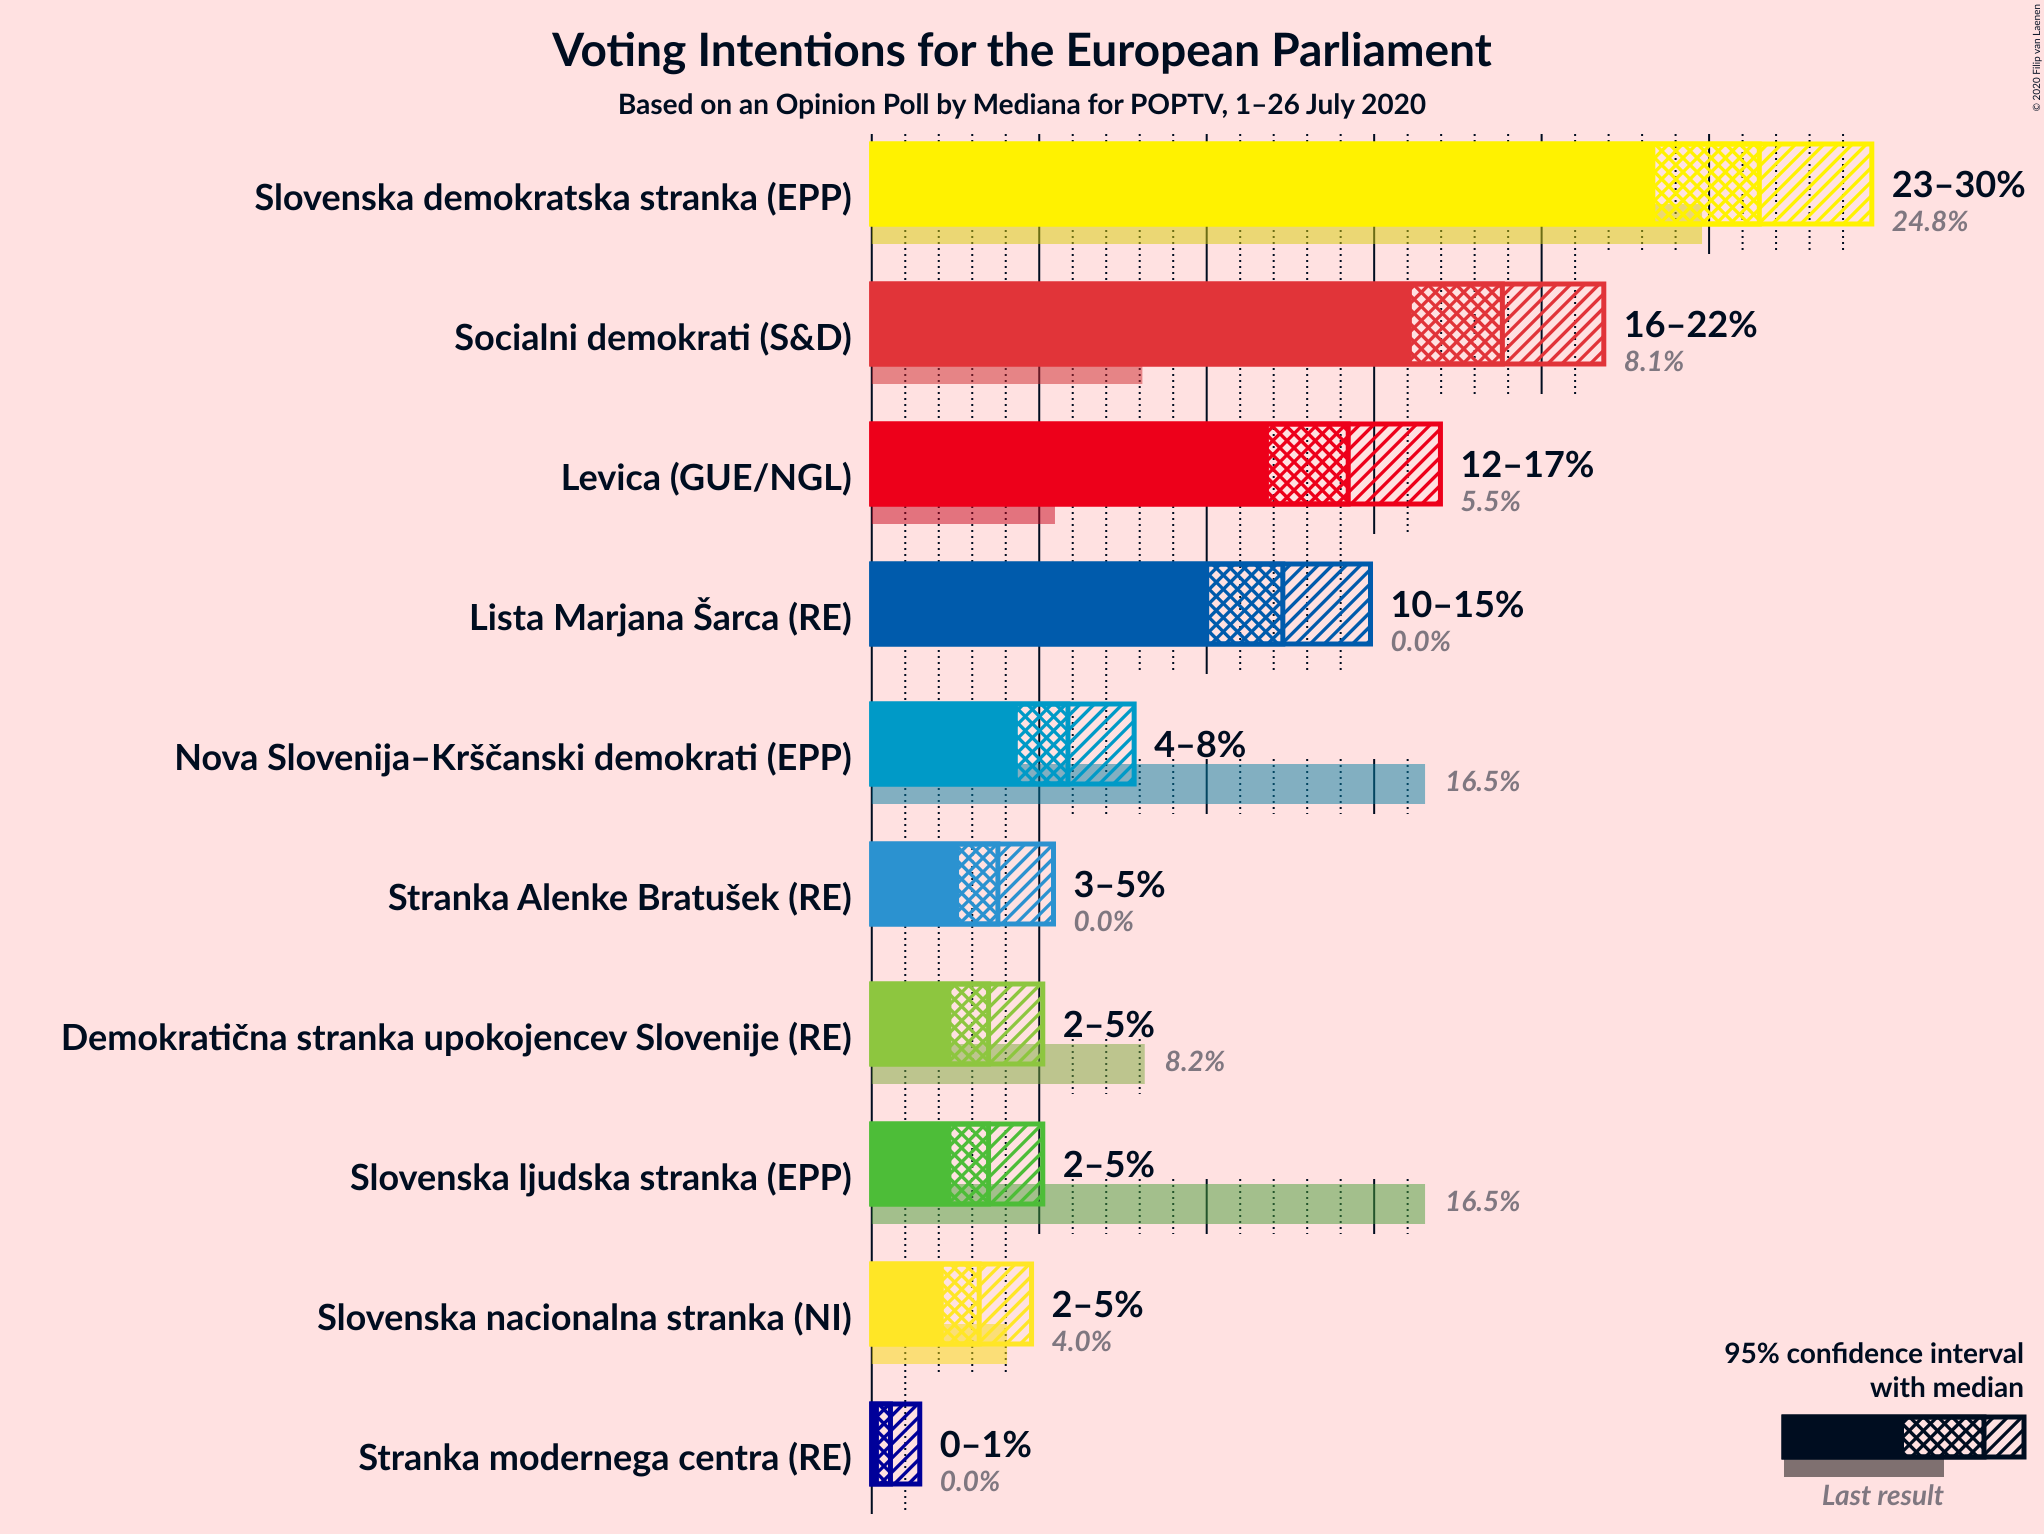 Voting Intentions for the European Parliament
Based on an Opinion Poll by Mediana for POPTV, 1–26 July 2020
© 2020 Filip van Laenen
Slovenska demokratska stranka (EPP)
23–30%
24.8%
Socialni demokrati (S&D)
16–22%
8.1%
Levica (GUE/NGL)
12–17%
5.5%
Lista Marjana Šarca (RE)
10–15%
0.0%
Nova Slovenija–Krščanski demokrati (EPP)
4–8%
16.5%
Stranka Alenke Bratušek (RE)
3–5%
0.0%
Demokratična stranka upokojencev Slovenije (RE)
2–5%
8.2%
Slovenska ljudska stranka (EPP)
2–5%
16.5%
Slovenska nacionalna stranka (NI)
2–5%
4.0%
Stranka modernega centra (RE)
0–1%
0.0%
95% confidence interval
with median
Last result